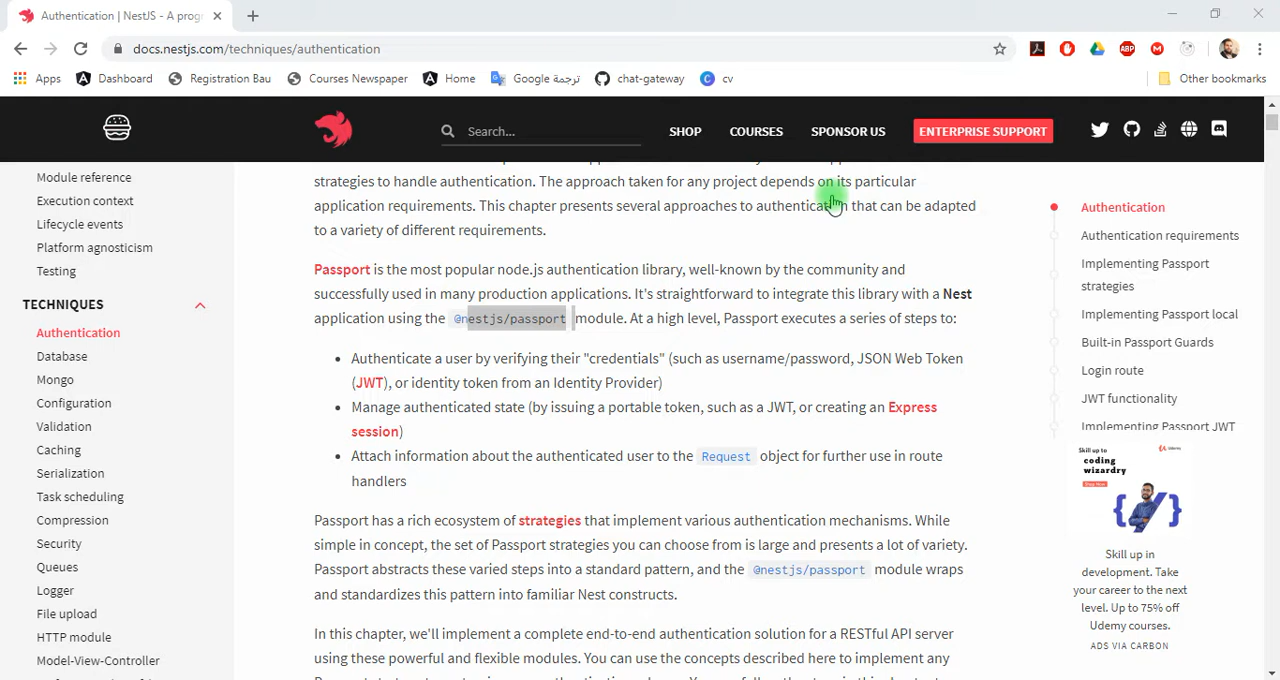 Authentication | NestJS - A prog
docs.nestjs.com/techniques/authentication
ABP
Apps
Dashboard
Registration Bau
Courses Newspaper
Home
ترجمة Google
chat-gateway
C
cv
Other bookmarks
Search...
SHOP
COURSES
SPONSOR US
ENTERPRISE SUPPORT
Module reference
Execution context
Lifecycle events
Platform agnosticism
Testing
TECHNIQUES
Authentication
Database
Mongo
Configuration
Validation
Caching
Serialization
Task scheduling
Compression
Security
Queues
Logger
File upload
HTTP module
Model-View-Controller
strategies to handle authentication. The approach taken for any project depends on its particular
application requirements. This chapter presents several approaches to authentication that can be adapted
to a variety of different requirements.
Passport is the most popular node.js authentication library, well-known by the community and
successfully used in many production applications. It's straightforward to integrate this library with a Nest
application using the @nestjs/passport module. At a high level, Passport executes a series of steps to:
• Authenticate a user by verifying their "credentials" (such as username/password, JSON Web Token
(JWT), or identity token from an Identity Provider)
• Manage authenticated state (by issuing a portable token, such as a JWT, or creating an Express
session)
• Attach information about the authenticated user to the Request object for further use in route
handlers
Passport has a rich ecosystem of strategies that implement various authentication mechanisms. While
simple in concept, the set of Passport strategies you can choose from is large and presents a lot of variety.
Passport abstracts these varied steps into a standard pattern, and the @nestjs/passport module wraps
and standardizes this pattern into familiar Nest constructs.
In this chapter, we'll implement a complete end-to-end authentication solution for a RESTful API server
using these powerful and flexible modules. You can use the concepts described here to implement any
Authentication
Authentication requirements
Implementing Passport
strategies
Implementing Passport local
Built-in Passport Guards
Login route
JWT functionality
Implementing Passport JWT
Skill up to
coding
wizardry
Skill up in
development. Take
your career to the next
level. Up to 75% off
Udemy courses.
ADS VIA CARBON